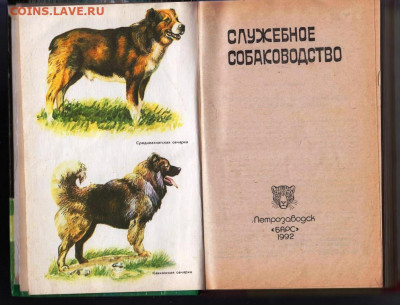 COINS.LAVE.RU
Среднеазиатская овчарка
Кавказская овчарка
СЛУЖЕБНОЕ
СОБАКОВОДСТВО
Петрозаводск
«БАРС»
1992